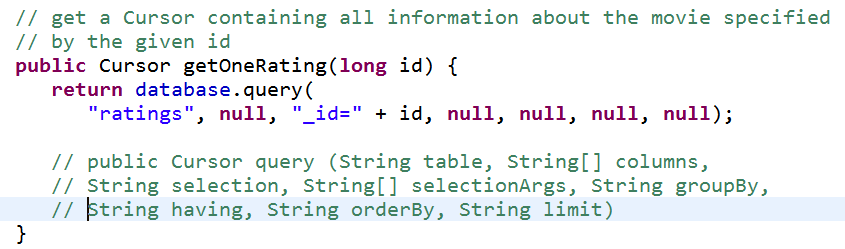 // get a Cursor containing all information about the movie specified
// by the given id
public Cursor getOneRating(long id) {
   return database.query(
      "ratings", null, "_id=" + id, null, null, null, null);

   // public Cursor query (String table, String[] columns,
   // String selection, String[] selectionArgs, String groupBy,
   // String having, String orderBy, String limit)
}